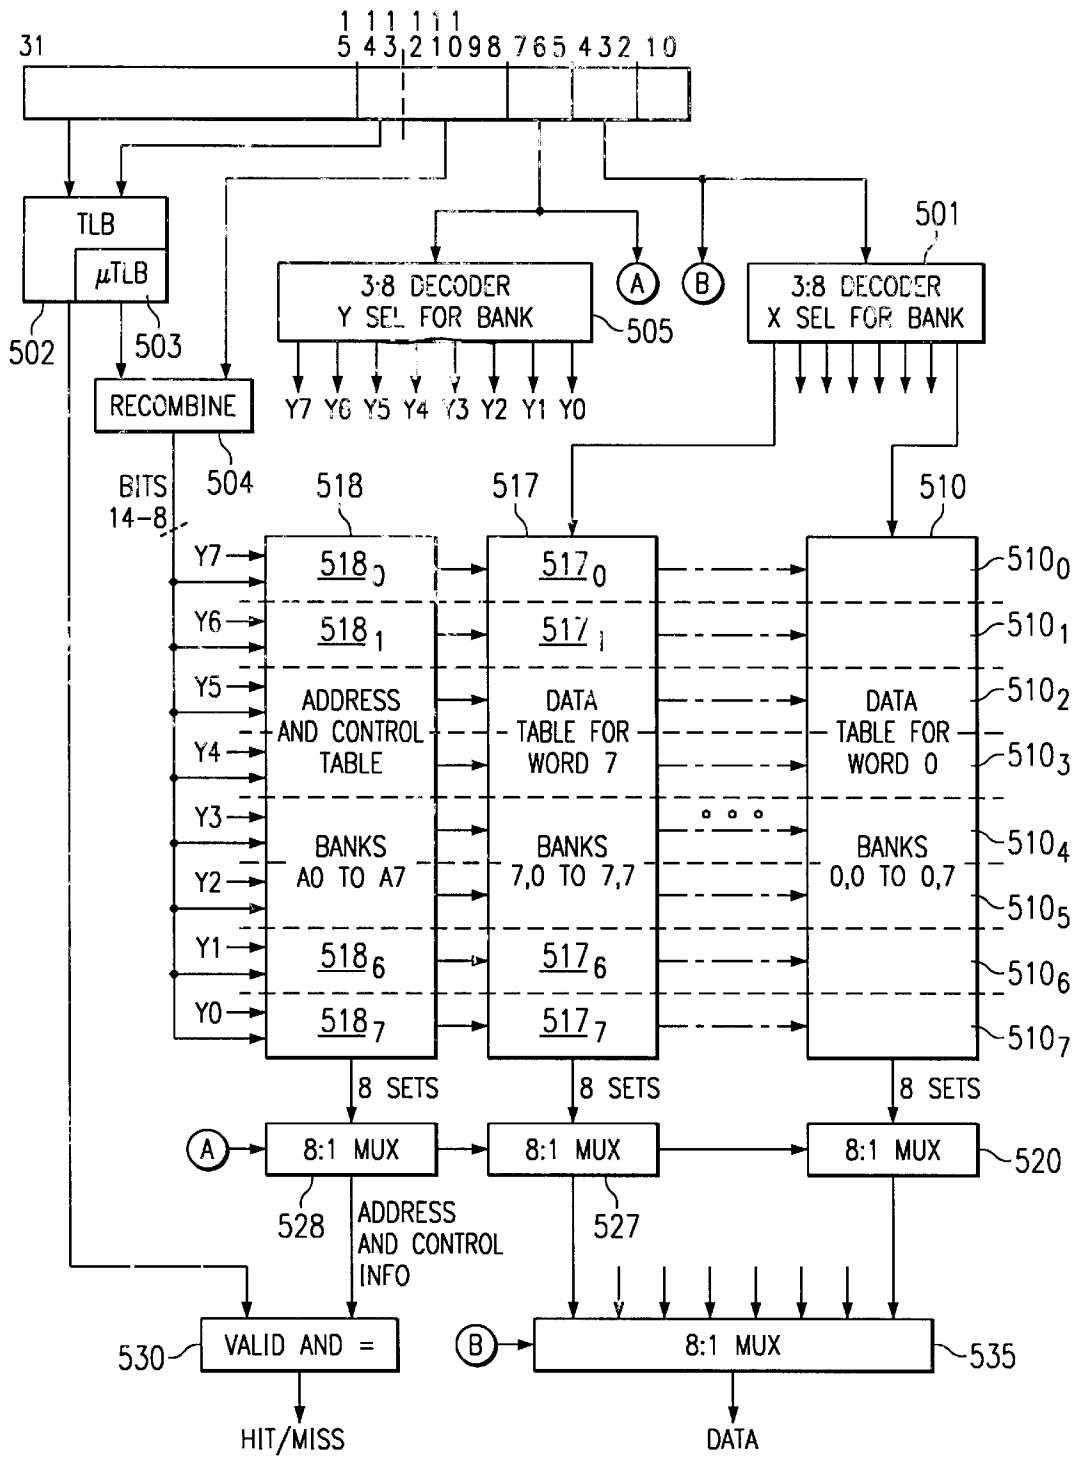 31
1 1 1 1 1 1
5 4 3 2 1 0 9 8 7 6 5 4 3 2 1 0
TLB
μTLB
502
503
3:8 DECODER
Y SEL FOR BANK
505
A
B
501
3:8 DECODER
X SEL FOR BANK
RECOMBINE
504
Y7 Y6 Y5 Y4 Y3 Y2 Y1 Y0
BITS
14-8
518
517
510
Y7
518 0
517 0
510 0
Y6
518 1
517 1
510 1
Y5
510 2
Y4
510 3
ADDRESS
AND CONTROL
TABLE
DATA
TABLE FOR
WORD 7
DATA
TABLE FOR
WORD 0
Y3
510 4
Y2
510 5
BANKS
A0 TO A7
BANKS
7,0 TO 7,7
BANKS
0,0 TO 0,7
Y1
518 6
517 6
510 6
Y0
518 7
517 7
510 7
8 SETS
8 SETS
8 SETS
A
8:1 MUX
8:1 MUX
8:1 MUX
528
527
520
ADDRESS
AND CONTROL
INFO
530
VALID AND =
B
8:1 MUX
535
HIT/MISS
DATA